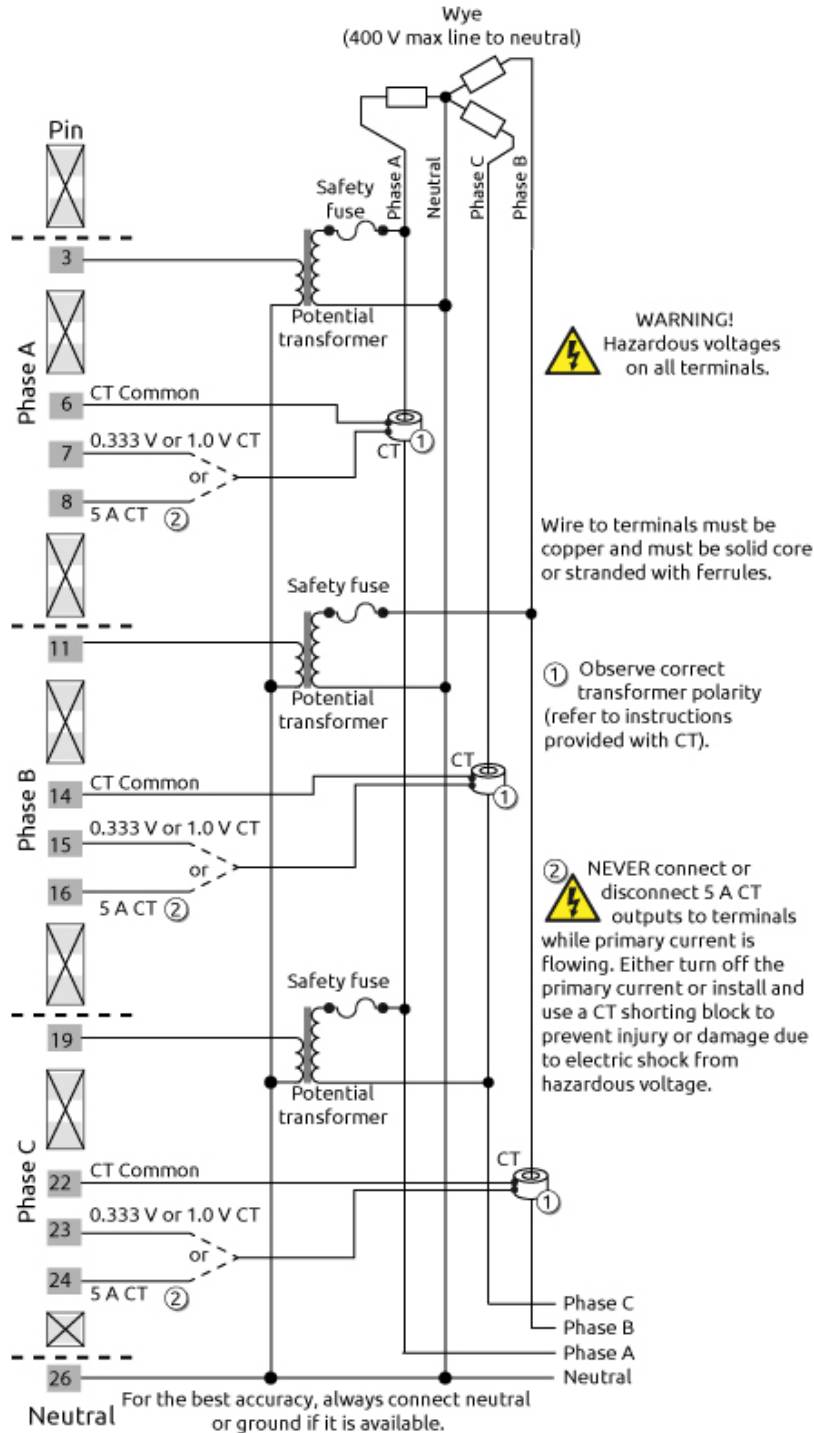 Wye
(400 V max line to neutral)
Pin
Phase A
Neutral
Phase C
Phase B
Safety
fuse
3
Potential
transformer
WARNING!
Hazardous voltages
on all terminals.
Phase A
6
CT Common
7
0.333 V or 1.0 V CT
or
8
5 A CT ②
CT ①
Wire to terminals must be
copper and must be solid core
or stranded with ferrules.
Safety fuse
11
Potential
transformer
① Observe correct
transformer polarity
(refer to instructions
provided with CT).
Phase B
CT
①
14
CT Common
15
0.333 V or 1.0 V CT
or
16
5 A CT ②
② NEVER connect or
disconnect 5 A CT
outputs to terminals
while primary current is
flowing. Either turn off the
primary current or install and
use a CT shorting block to
prevent injury or damage due
to electric shock from
hazardous voltage.
Safety fuse
19
Potential
transformer
Phase C
CT
①
22
CT Common
23
0.333 V or 1.0 V CT
or
24
5 A CT ②
Phase C
Phase B
Phase A
Neutral
26
Neutral
For the best accuracy, always connect neutral
or ground if it is available.